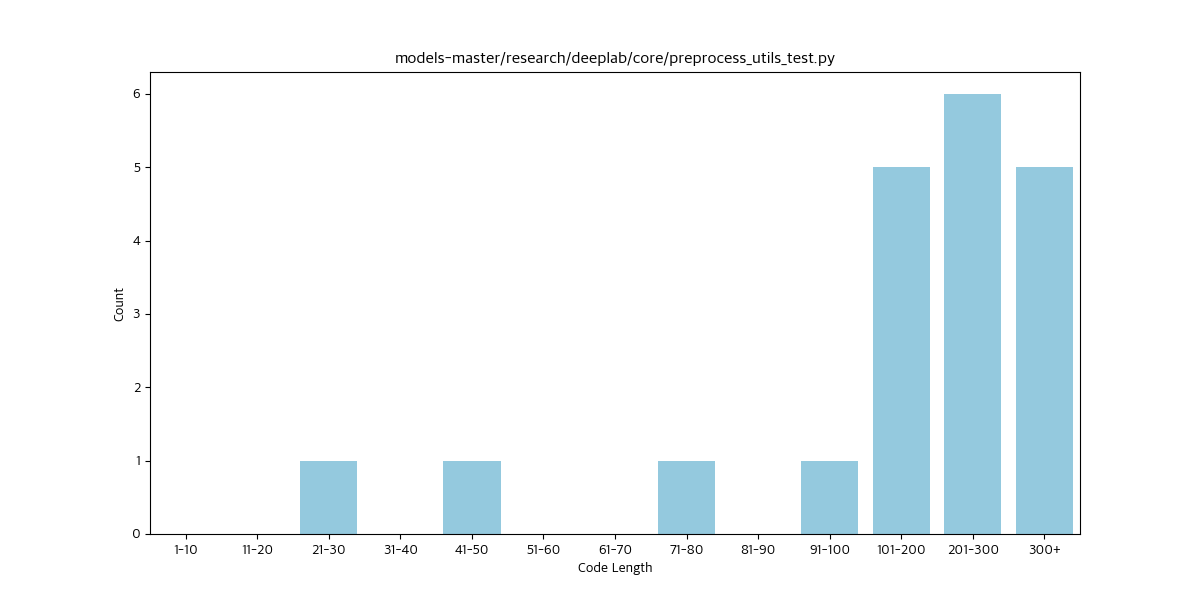 models-master/research/deeplab/core/preprocess_utils_test.py
6
5
4
3
2
1
0
Count
1-10 11-20 21-30 31-40 41-50 51-60 61-70 71-80 81-90 91-100 101-200 201-300 300+
Code Length